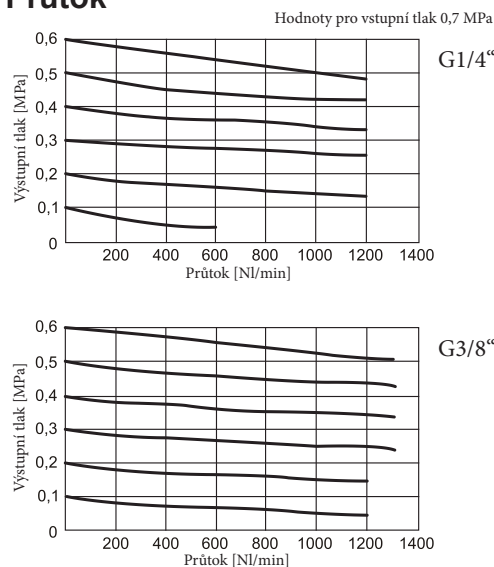 Průtok
Hodnoty pro vstupní tlak 0,7 MPa
G1/4“
Výstupní tlak [MPa]
0,6
0,5
0,4
0,3
0,2
0,1
0
200 400 600 800 1000 1200 1400
Průtok [Nl/min]
G3/8“
Výstupní tlak [MPa]
0,6
0,5
0,4
0,3
0,2
0,1
0
200 400 600 800 1000 1200 1400
Průtok [Nl/min]